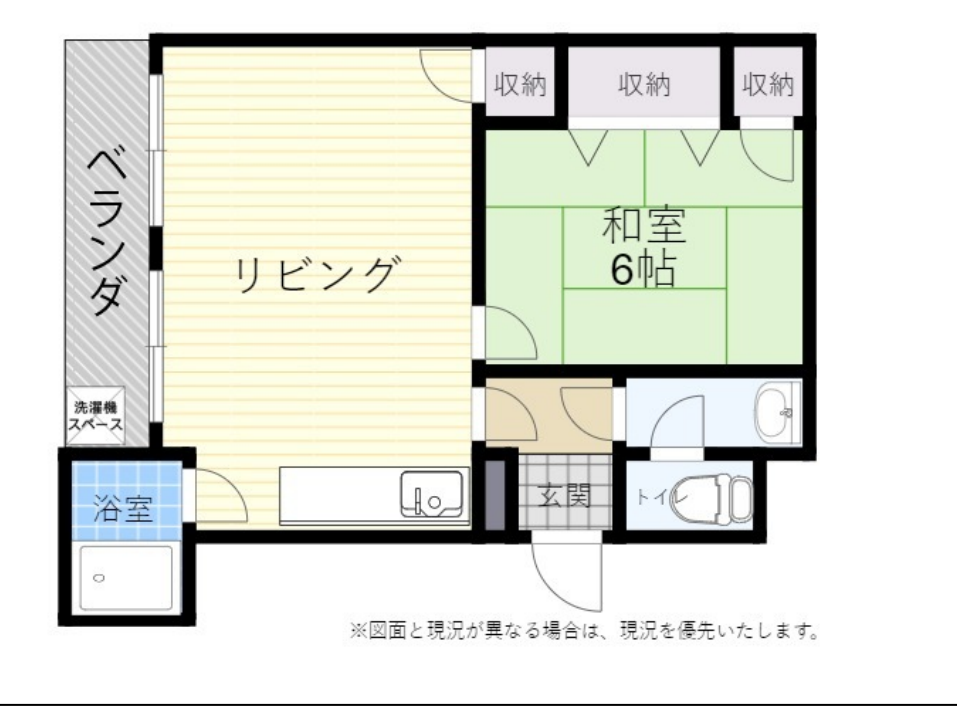 収納
収納
収納
ベランダ
リビング
和室
6帖
洗濯機
スペース
浴室
玄関
トイレ
※図面と現況が異なる場合は、現況を優先いたします。